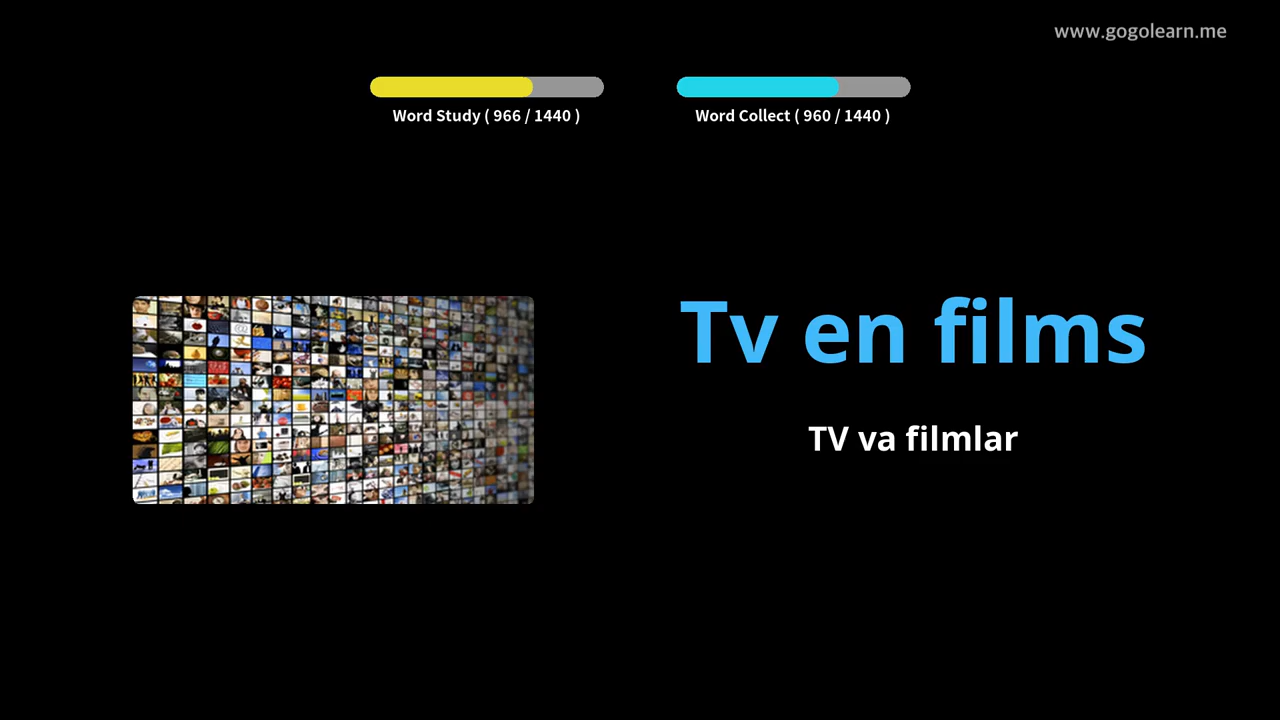 www.gogolearn.me
Word Study ( 966 / 1440 )
Word Collect ( 960 / 1440 )
Tv en films
TV va filmlar